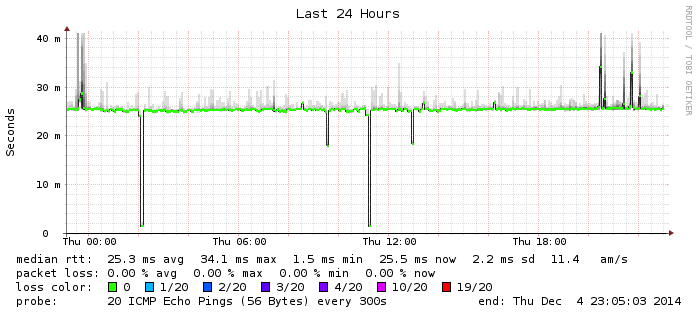 Last 24 Hours
RRDTOOL / TOBI OETIKER
Seconds
40 m
30 m
20 m
10 m
0
Thu 00:00 Thu 06:00 Thu 12:00 Thu 18:00
median rtt: 25.3 ms avg 34.1 ms max 1.5 ms min 25.5 ms now 2.2 ms sd 11.4 am/s
packet loss: 0.00 % avg 0.00 % max 0.00 % min 0.00 % now
loss color: 0 1/20 2/20 3/20 4/20 10/20 19/20
probe: 20 ICMP Echo Pings (56 Bytes) every 300s end: Thu Dec 4 23:05:03 2014